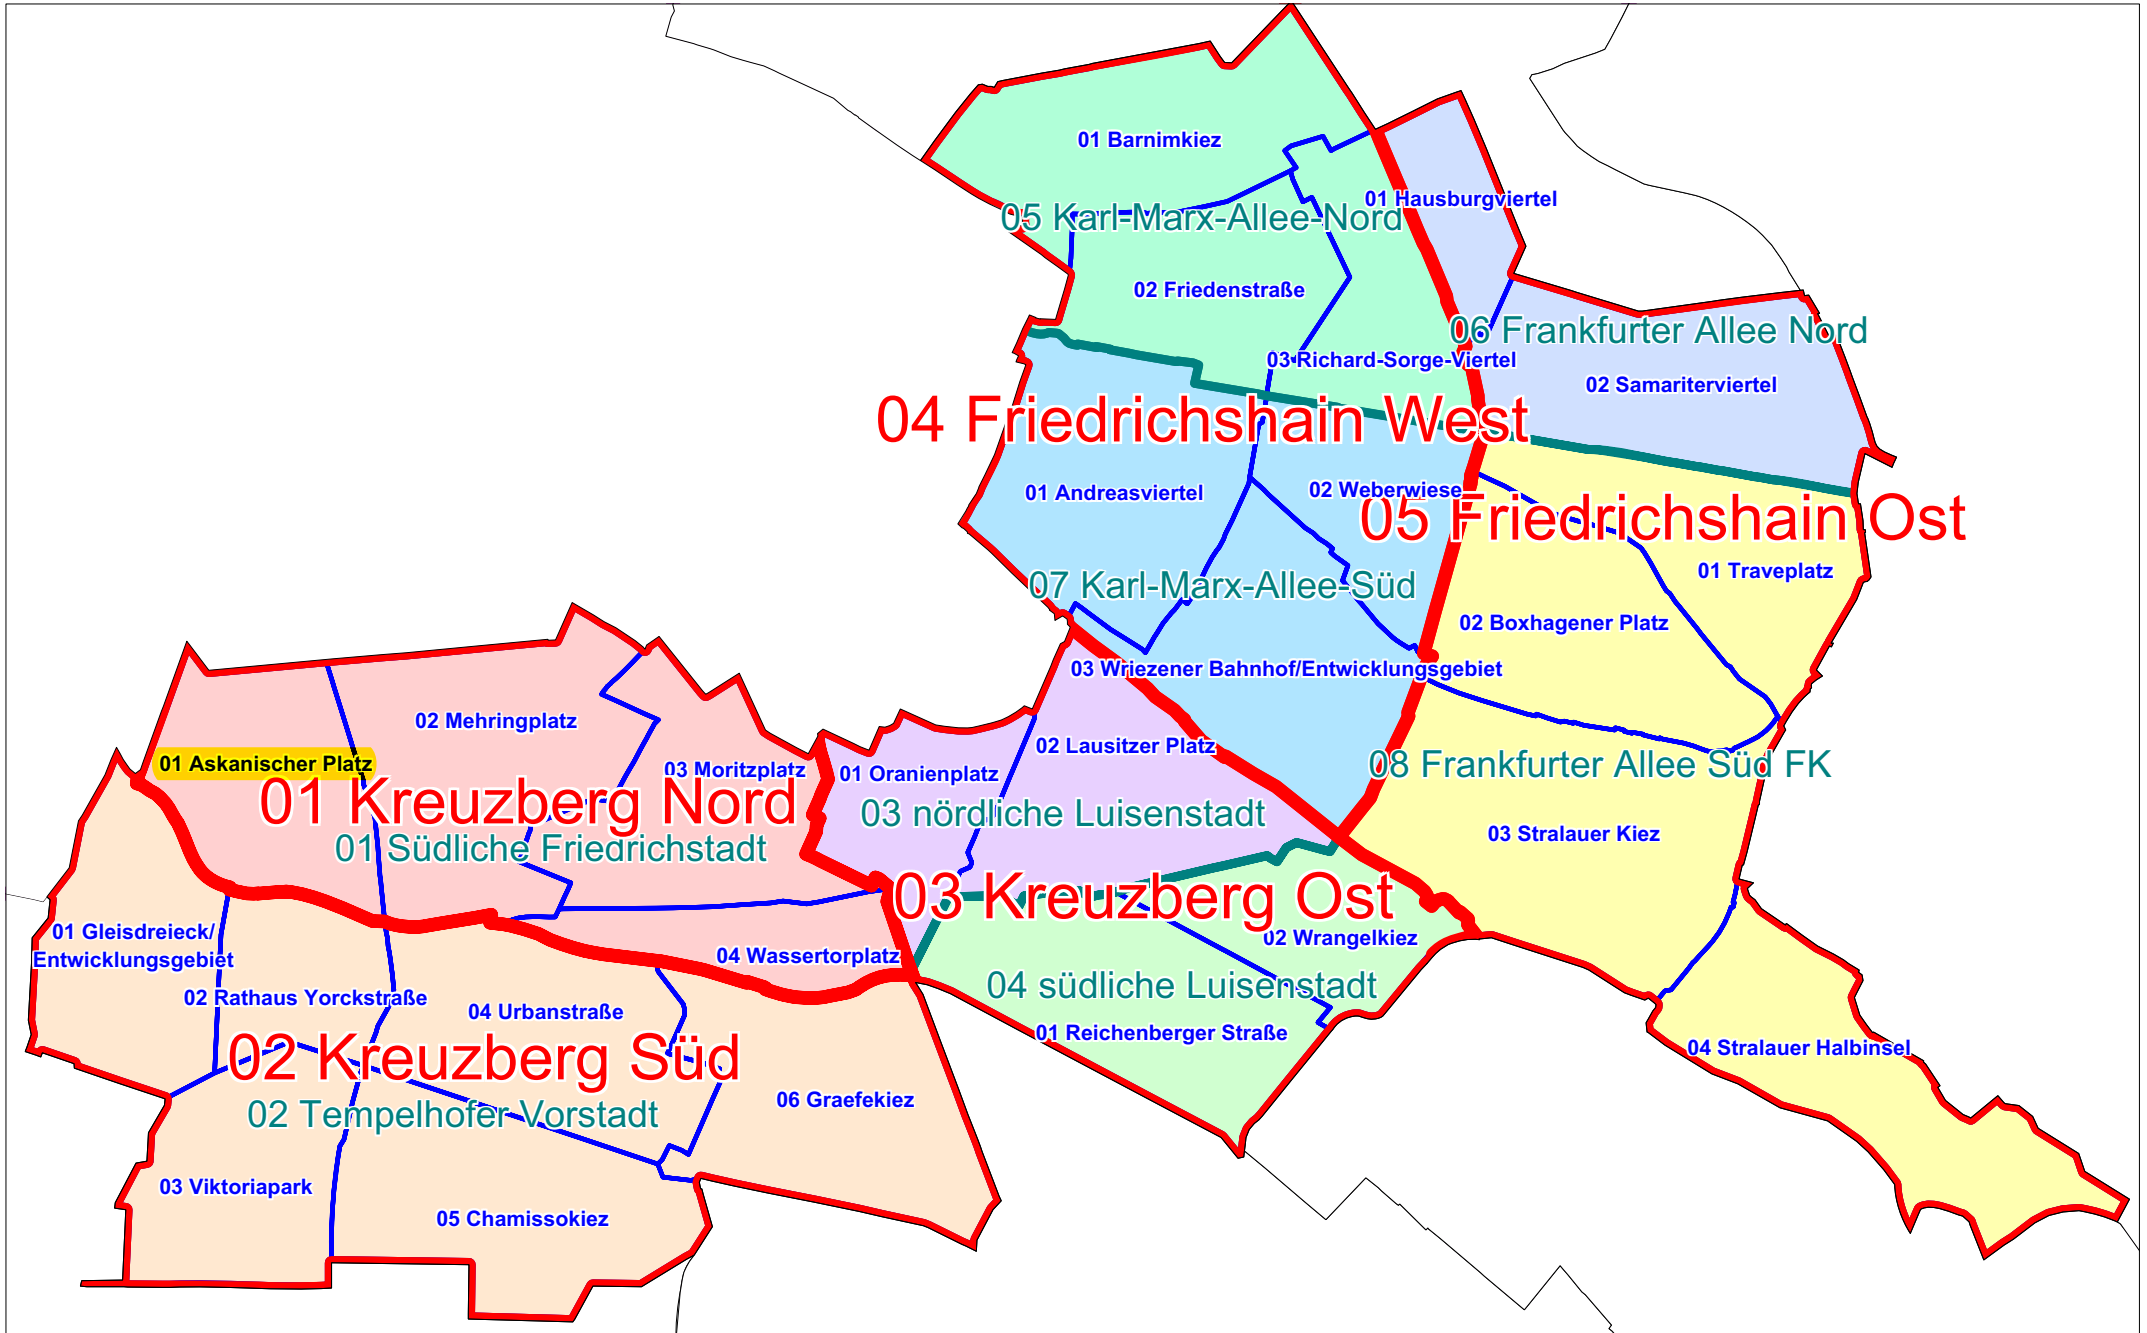 01 Barnimkiez
01 Hausburgviertel
05 Karl-Marx-Allee-Nord
02 Friedenstraße
06 Frankfurter Allee Nord
03 Richard-Sorge-Viertel
02 Samariterviertel
04 Friedrichshain West
01 Andreasviertel
02 Weberwiese
05 Friedrichshain Ost
01 Traveplatz
07 Karl-Marx-Allee-Süd
02 Boxhagener Platz
03 Wriezener Bahnhof/Entwicklungsgebiet
02 Mehringplatz
02 Lausitzer Platz
01 Askanischer Platz
03 Moritzplatz
01 Oranienplatz
08 Frankfurter Allee Süd FK
01 Kreuzberg Nord
03 nördliche Luisenstadt
03 Stralauer Kiez
01 Südliche Friedrichstadt
03 Kreuzberg Ost
01 Gleisdreieck/
Entwicklungsgebiet
02 Wrangelkiez
04 Wassertorplatz
04 südliche Luisenstadt
02 Rathaus Yorckstraße
04 Urbanstraße
01 Reichenberger Straße
04 Stralauer Halbinsel
02 Kreuzberg Süd
06 Graefekiez
02 Tempelhofer Vorstadt
03 Viktoriapark
05 Chamissokiez